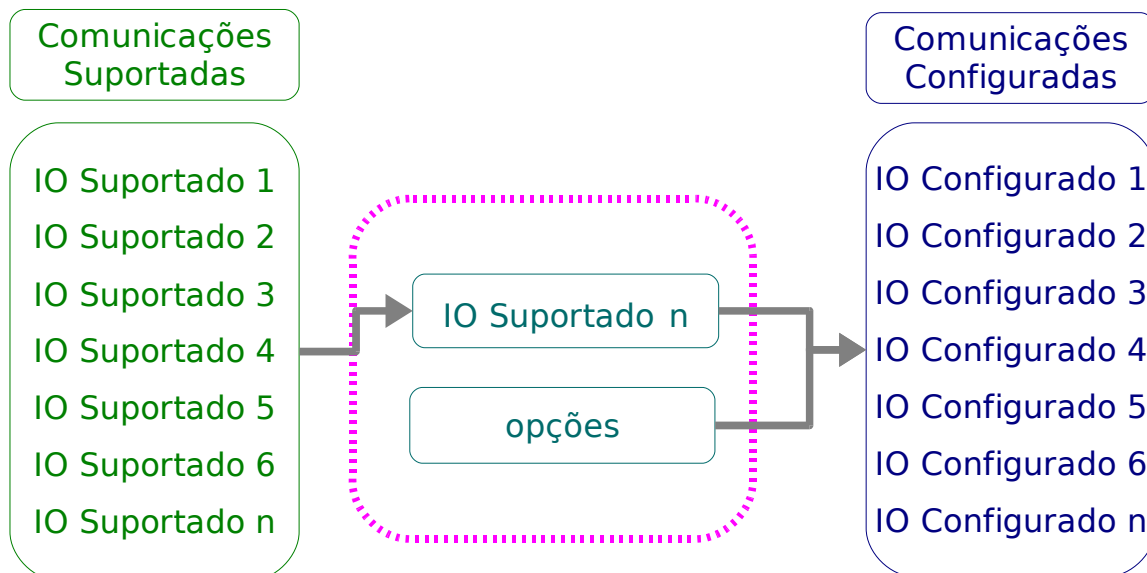 Comunicações
Suportadas
IO Suportado 1
IO Suportado 2
IO Suportado 3
IO Suportado 4
IO Suportado 5
IO Suportado 6
IO Suportado n
IO Suportado n
opções
Comunicações
Configuradas
IO Configurado 1
IO Configurado 2
IO Configurado 3
IO Configurado 4
IO Configurado 5
IO Configurado 6
IO Configurado n